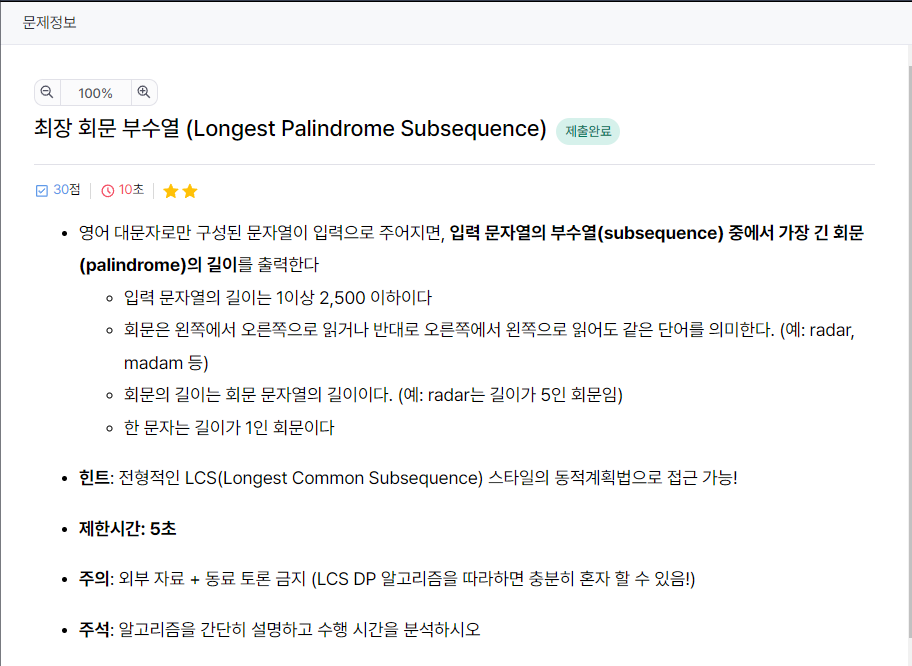 문제정보
100%
최장 회문 부수열 (Longest Palindrome Subsequence) 제출완료
30점 10초
영어 대문자로만 구성된 문자열이 입력으로 주어지면, 입력 문자열의 부수열(subsequence) 중에서 가장 긴 회문
(palindrome)의 길이를 출력한다
입력 문자열의 길이는 1이상 2,500 이하이다
회문은 왼쪽에서 오른쪽으로 읽거나 반대로 오른쪽에서 왼쪽으로 읽어도 같은 단어를 의미한다. (예: radar,
madam 등)
회문의 길이는 회문 문자열의 길이이다. (예: radar는 길이가 5인 회문임)
한 문자는 길이가 1인 회문이다
힌트: 전형적인 LCS(Longest Common Subsequence) 스타일의 동적계획법으로 접근 가능!
제한시간: 5초
주의: 외부 자료 + 동료 토론 금지 (LCS DP 알고리즘을 따라하면 충분히 혼자 할 수 있음!)
주석: 알고리즘을 간단히 설명하고 수행 시간을 분석하시오